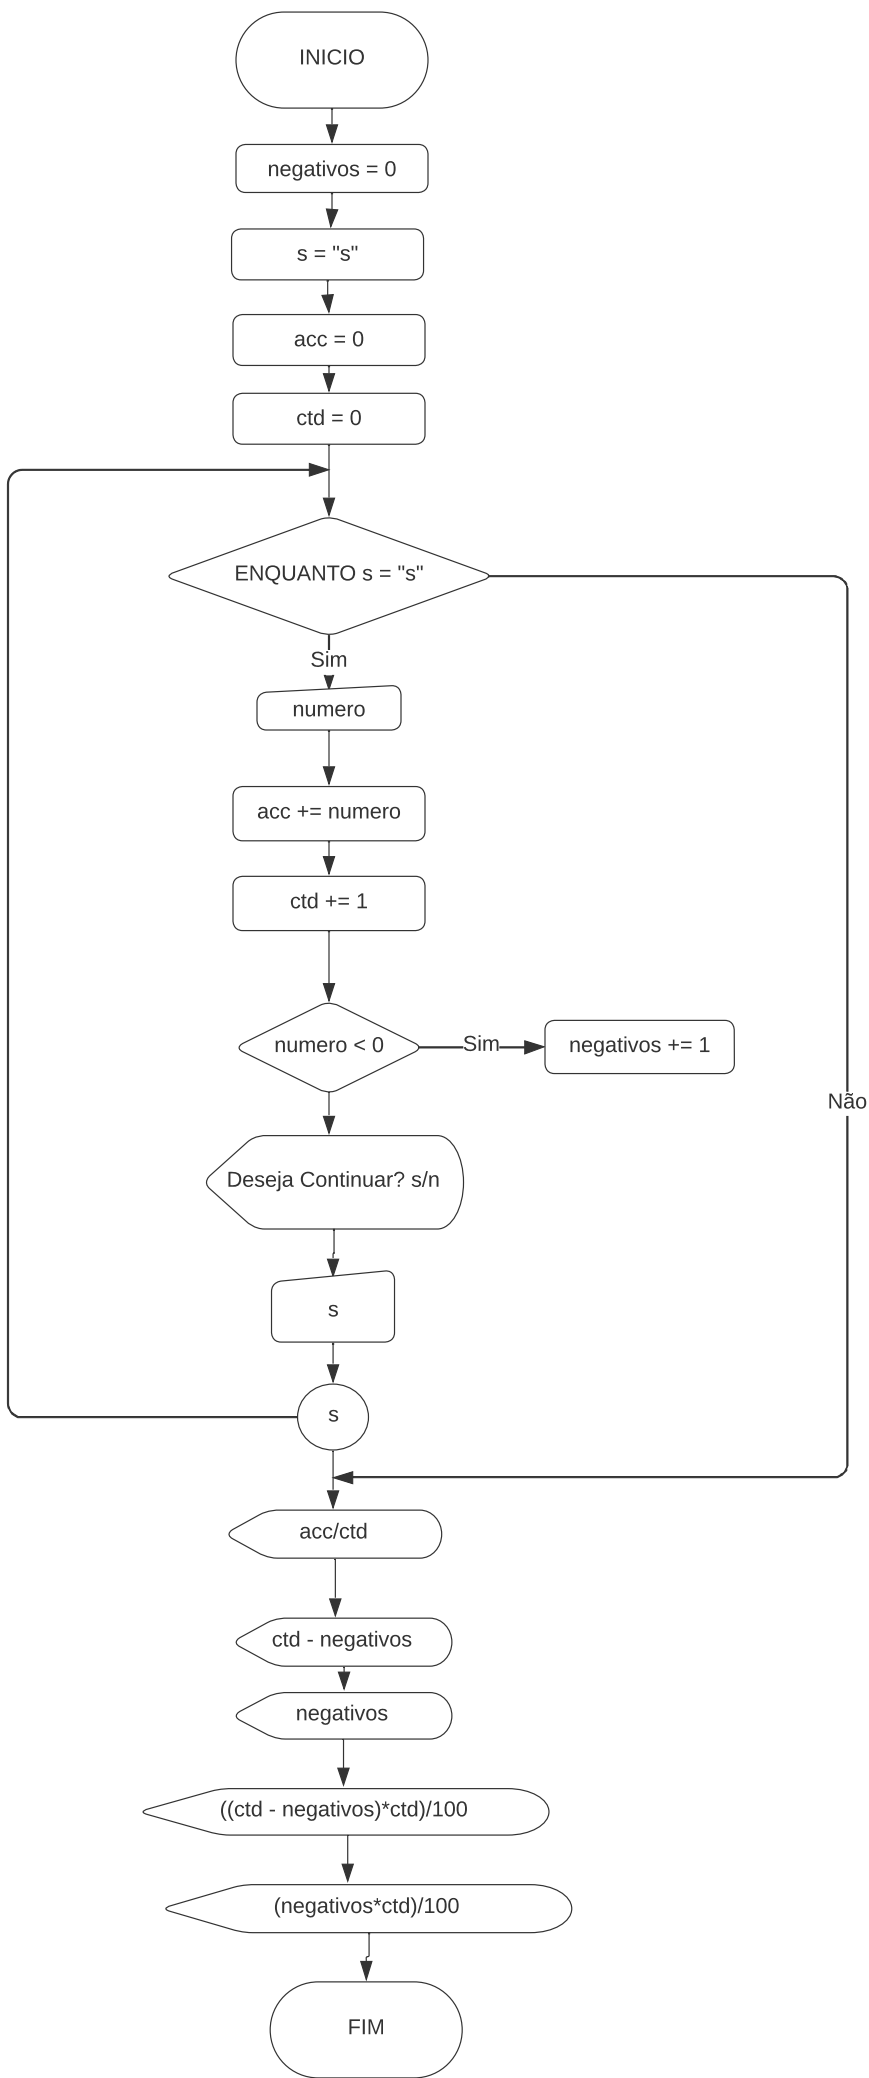 INICIO
negativos = 0
s = "s"
acc = 0
ctd = 0
ENQUANTO s = "s"
Sim
numero
acc += numero
ctd += 1
numero < 0
Sim
negativos += 1
Não
Deseja Continuar? s/n
s
s
acc/ctd
ctd - negativos
negativos
((ctd - negativos)*ctd)/100
(negativos*ctd)/100
FIM